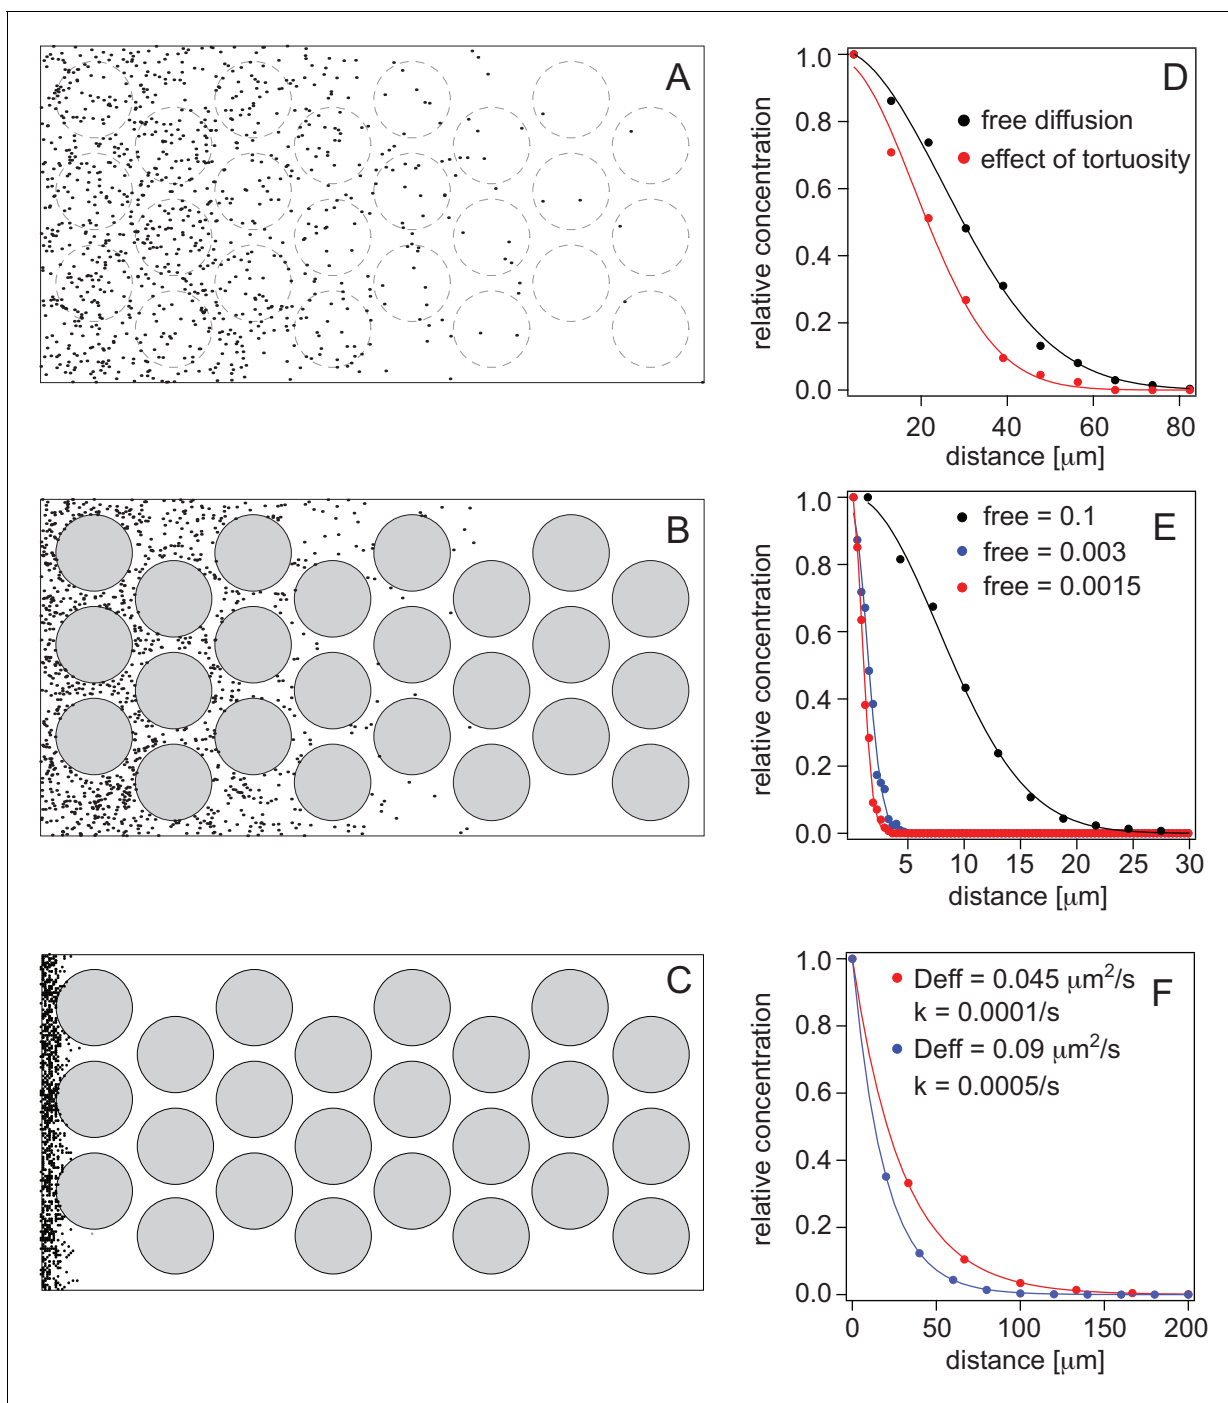 A
D
1.0
0.8
0.6
0.4
0.2
0.0
relative concentration
free diffusion
effect of tortuosity
20
40
60
80
distance [μm]
B
E
1.0
0.8
0.6
0.4
0.2
0.0
relative concentration
free = 0.1
free = 0.003
free = 0.0015
5
10
15
20
25
30
distance [μm]
C
F
1.0
0.8
0.6
0.4
0.2
0.0
relative concentration
Deff = 0.045 μm²/s
k = 0.0001/s
Deff = 0.09 μm²/s
k = 0.0005/s
0
50
100
150
200
distance [μm]